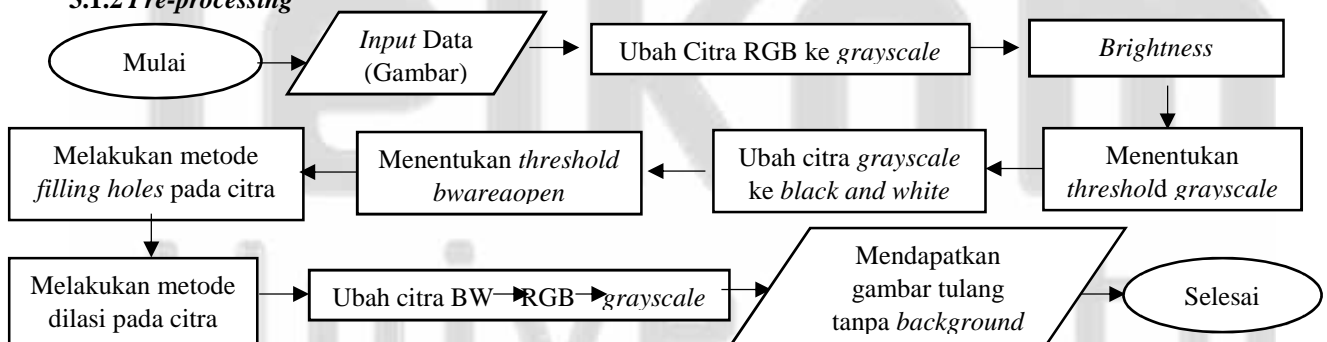 3.1.2 Pre-processing
Mulai
Input Data
(Gambar)
Ubah Citra RGB ke grayscale
Brightness
Menentukan
threshold grayscale
Ubah citra grayscale
ke black and white
Menentukan threshold
bwareaopen
Melakukan metode
filling holes pada citra
Melakukan metode
dilasi pada citra
Ubah citra BW→RGB→grayscale
Mendapatkan
gambar tulang
tanpa background
Selesai